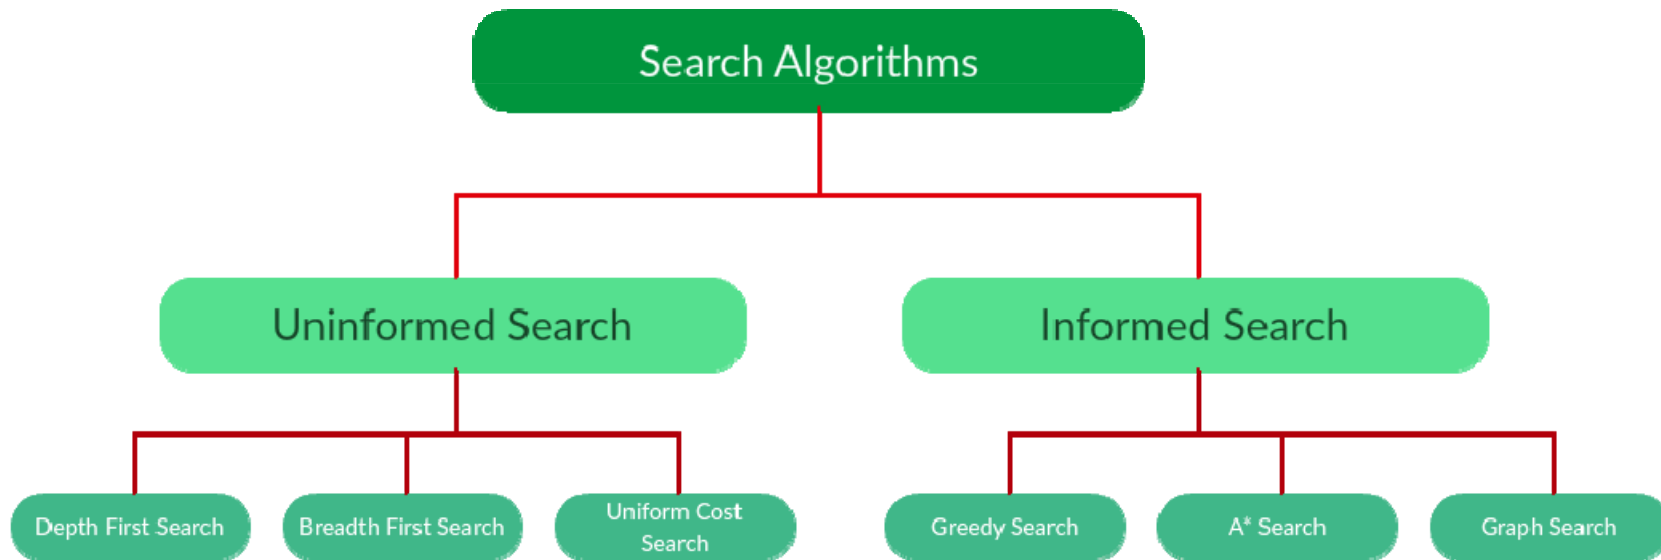 Search Algorithms
Uninformed Search
Informed Search
Depth First Search
Breadth First Search
Uniform Cost
Search
Greedy Search
A* Search
Graph Search